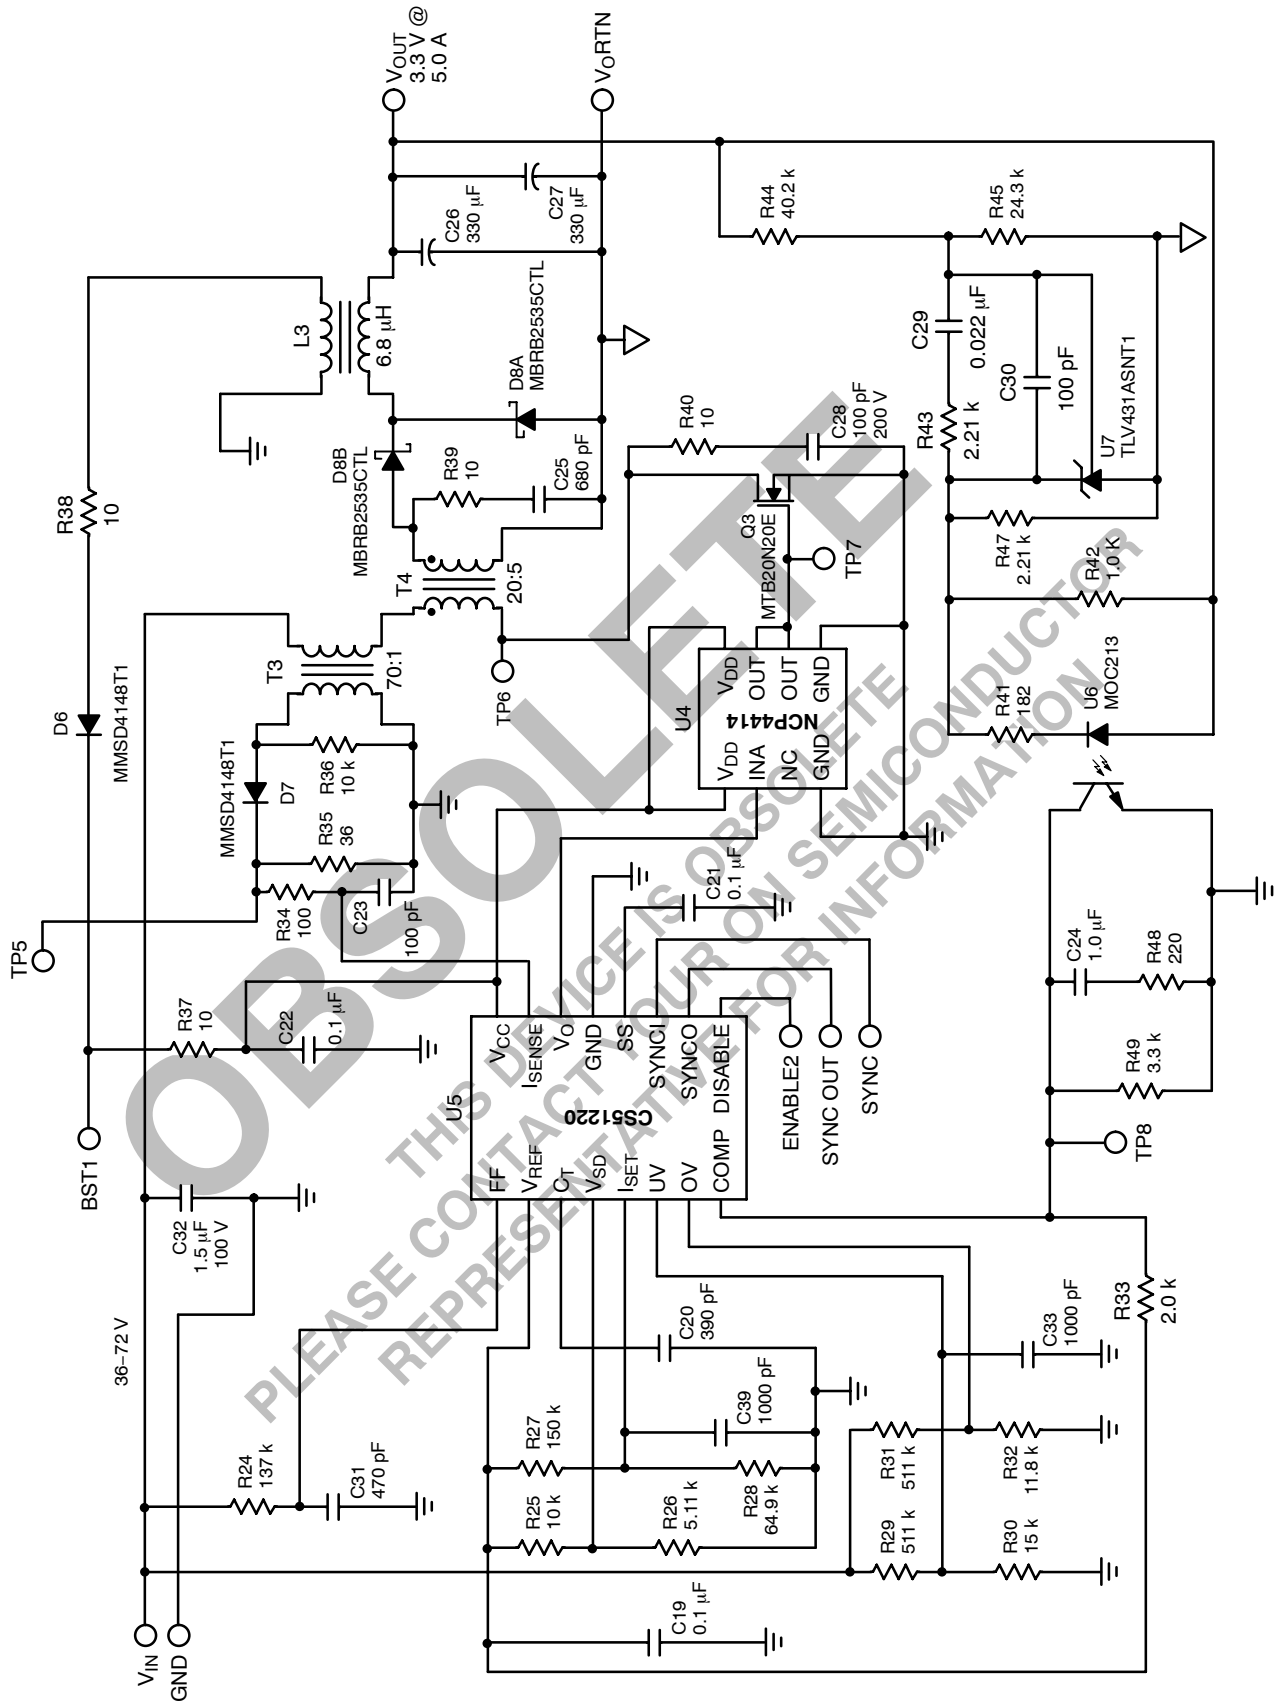 VIN
GND
36–72 V
C32
1.5 µF
100 V
BST1
R37
10
C22
0.1 µF
TP5
D6
MMSD4148T1
R38
10
L3
6.8 µH
VOUT
3.3 V @
5.0 A
VORTN
C26
330 µF
C27
330 µF
T3
70:1
MMSD4148T1
D7
R36
10 k
R35
36
R34
100
C23
100 pF
T4
20:5
TP6
D8B
MBRB2535CTL
D8A
MBRB2535CTL
R39
10
C25
680 pF
R40
10
C28
100 pF
200 V
Q3
MTB20N20E
TP7
U4
NCP4414
VDD
INA
NC
GND
VDD
OUT
OUT
GND
R24
137 k
C31
470 pF
R25
10 k
R27
150 k
R26
5.11 k
R28
64.9 k
C39
1000 pF
C20
390 pF
C19
0.1 µF
U5
CS51220
FF
VREF
CT
VSD
ISET
UV
OV
COMP
VCC
ISENSE
VO
GND
SS
SYNCI
SYNCO
DISABLE
C21
0.1 µF
ENABLE2
SYNC OUT
SYNC
R29
511 k
R31
511 k
R30
15 k
R32
11.8 k
C33
1000 pF
R33
2.0 k
TP8
R49
3.3 k
C24
1.0 µF
R48
220
R41
182
U6
MOC213
R42
1.0 K
R47
2.21 k
R43
2.21 k
C29
0.022 µF
C30
100 pF
U7
TLV431ASNT1
R44
40.2 k
R45
24.3 k
OBSOLETE
THIS DEVICE IS OBSOLETE
PLEASE CONTACT YOUR ON SEMICONDUCTOR
REPRESENTATIVE FOR INFORMATION